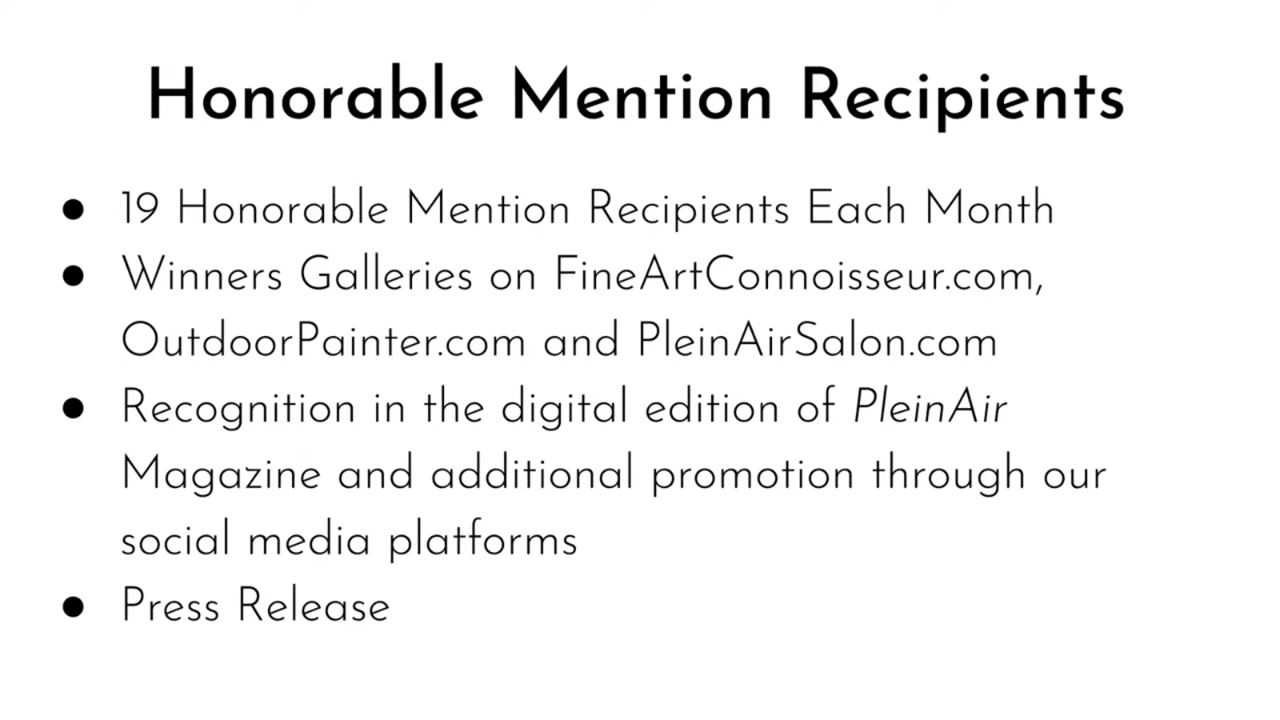 Honorable Mention Recipients
● 19 Honorable Mention Recipients Each Month
● Winners Galleries on FineArtConnoisseur.com,
OutdoorPainter.com and PleinAirSalon.com
● Recognition in the digital edition of PleinAir
Magazine and additional promotion through our
social media platforms
● Press Release